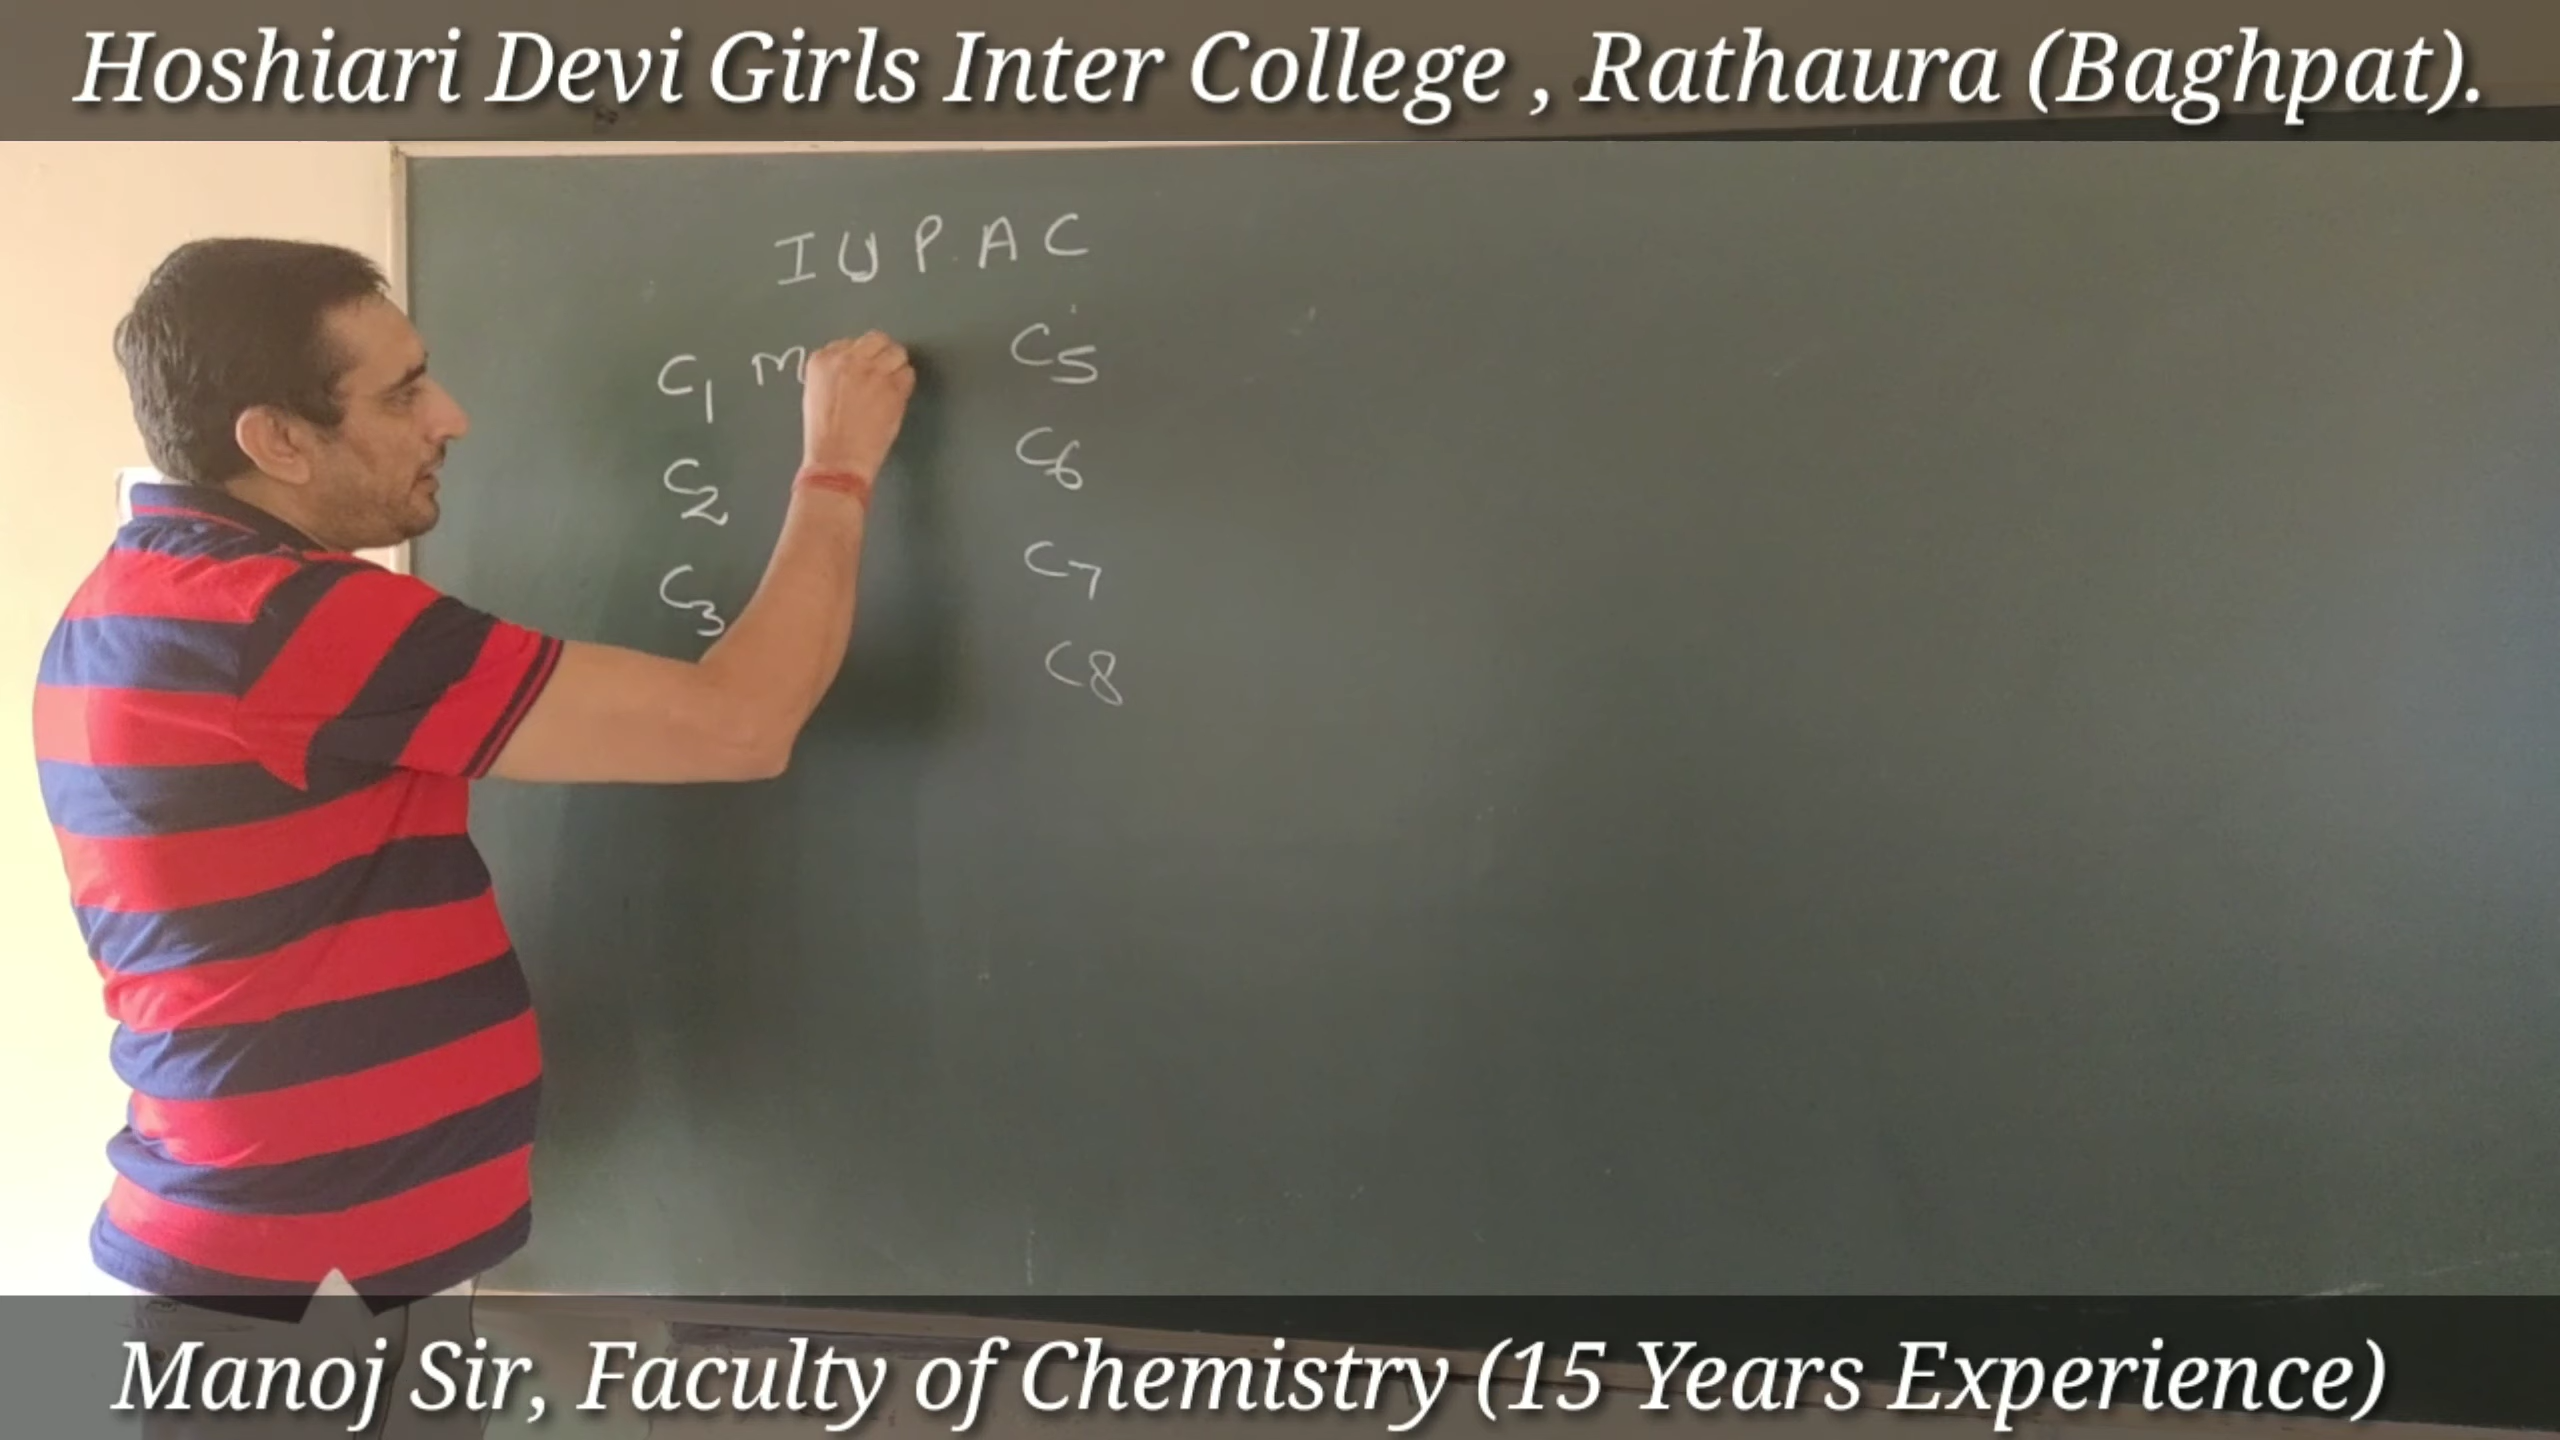 Hoshiari Devi Girls Inter College , Rathaura (Baghpat).
I U P A C
C1 m
C2
C3
C5
C6
C7
C8
Manoj Sir, Faculty of Chemistry (15 Years Experience)